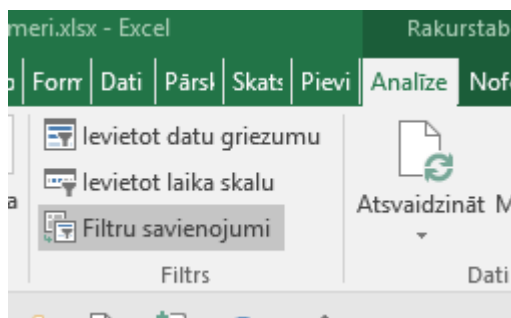 meri.xlsx - Excel Rakurstab
Dati Pārsl Skats Pievi Analīze Nof
Ievietot datu griezumu
Ievietot laika skalu
Filtru savienojumi
Atsvaidzināt M
Filtrs Dati